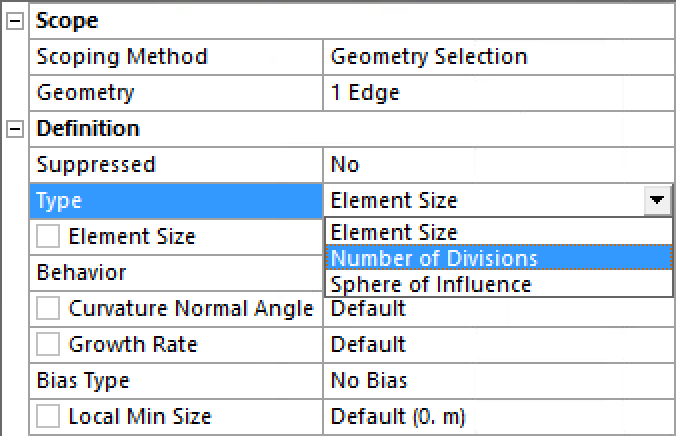 Scope
Scoping Method Geometry Selection
Geometry 1 Edge
Definition
Suppressed No
Type Element Size
Element Size Element Size
Number of Divisions
Behavior Sphere of Influence
Curvature Normal Angle Default
Growth Rate Default
Bias Type No Bias
Local Min Size Default (0. m)